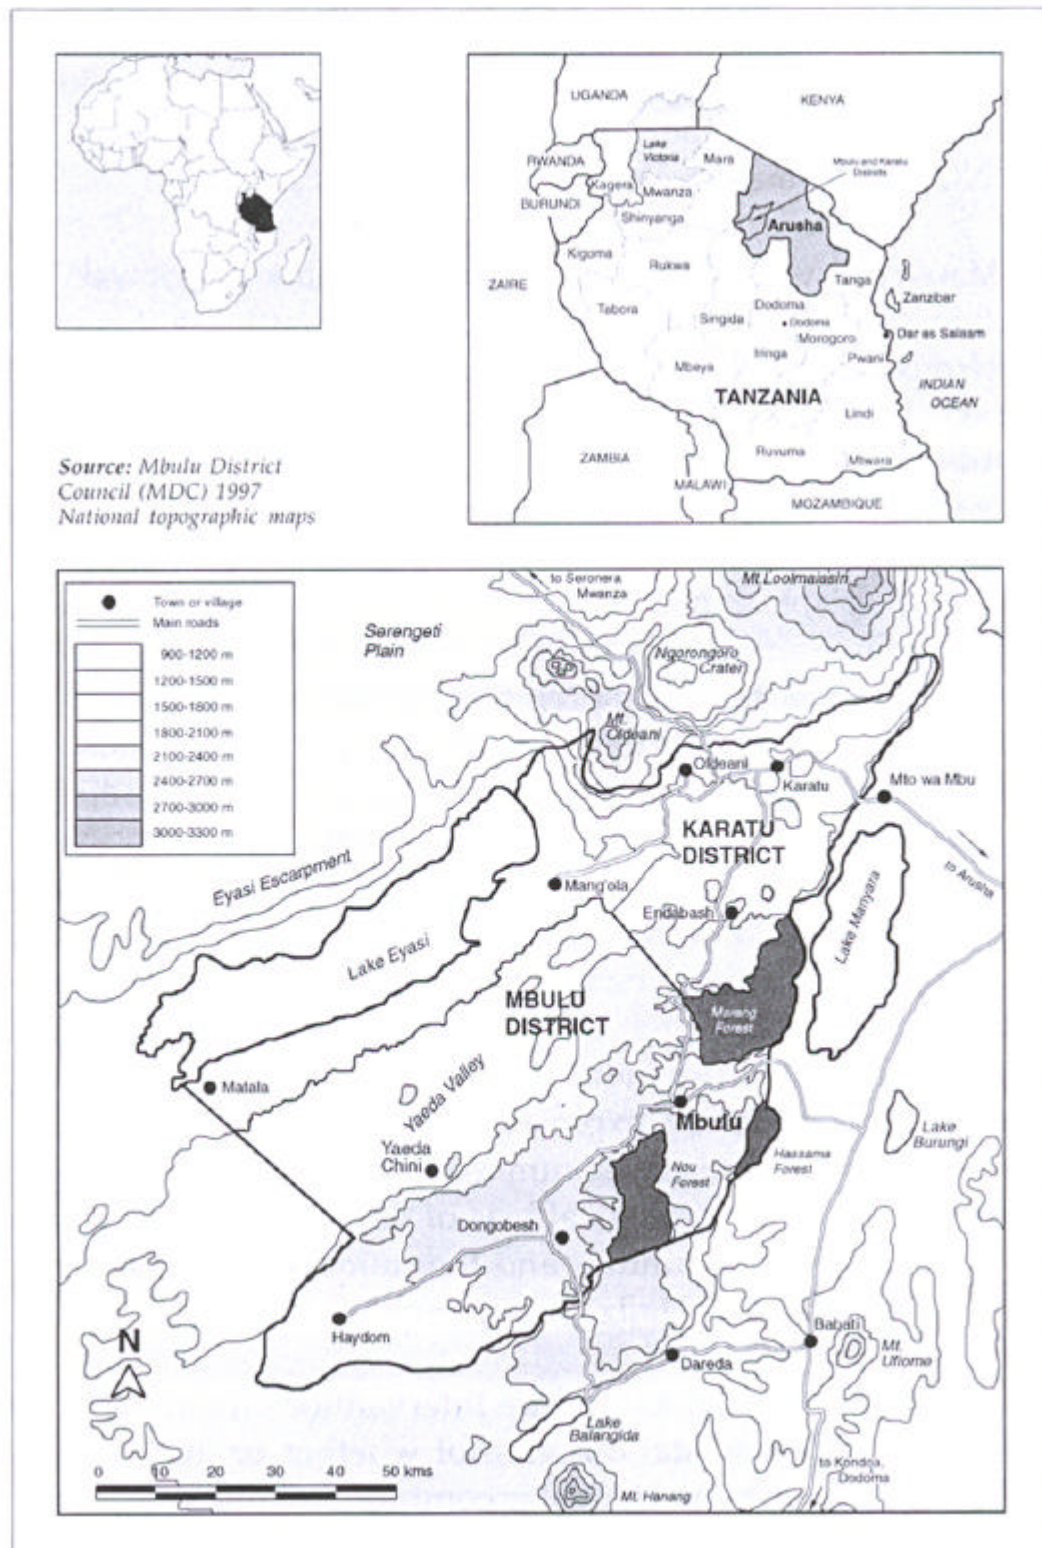 UGANDA
KENYA
RWANDA
Lake
Victoria
Mara
Mbulu and Karatu
Districts
Kagera
Mwanza
BURUNDI
Shinyanga
Arusha
Kigoma
Rukwa
Tanga
ZAIRE
Zanzibar
Tabora
Dodoma
Singida
Dodoma
Morogoro
Dar as Salaam
Iringa
Pwani
Mbeya
INDIAN
OCEAN
TANZANIA
Lindi
Ruvuma
Mtwara
ZAMBIA
MALAWI
MOZAMBIQUE
Source: Mbulu District
Council (MDC) 1997
National topographic maps
Town or village
Main roads
900-1200 m
1200-1500 m
1500-1800 m
1800-2100 m
2100-2400 m
2400-2700 m
2700-3000 m
3000-3300 m
to Seronera
Mwanza
Mt Loolmalasin
Serengeti
Plain
Ngorongoro
Crater
Mt.
Oldeani
Oldeani
Karatu
Mto wa Mbu
KARATU
DISTRICT
to Arusha
Eyasi Escarpment
Mang'ola
Endabash
Lake Manyara
Lake Eyasi
MBULU
DISTRICT
Marang
Forest
Matala
Yaeda Valley
Mbulu
Lake
Burungi
Yaeda
Chini
Nou
Forest
Hassama
Forest
Dongobesh
Haydom
Babati
Mt.
Ufiome
Dareda
N
Lake
Balangida
to Kondoa,
Dodoma
0 10 20 30 40 50 kms
Mt. Hanang